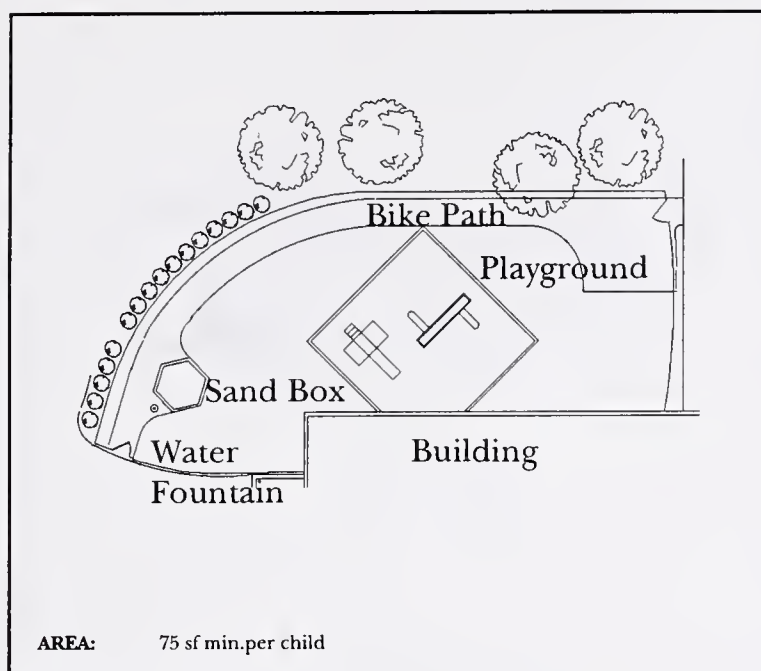 Bike Path
Playground
Sand Box
Water
Fountain
Building
AREA: 75 sf min.per child